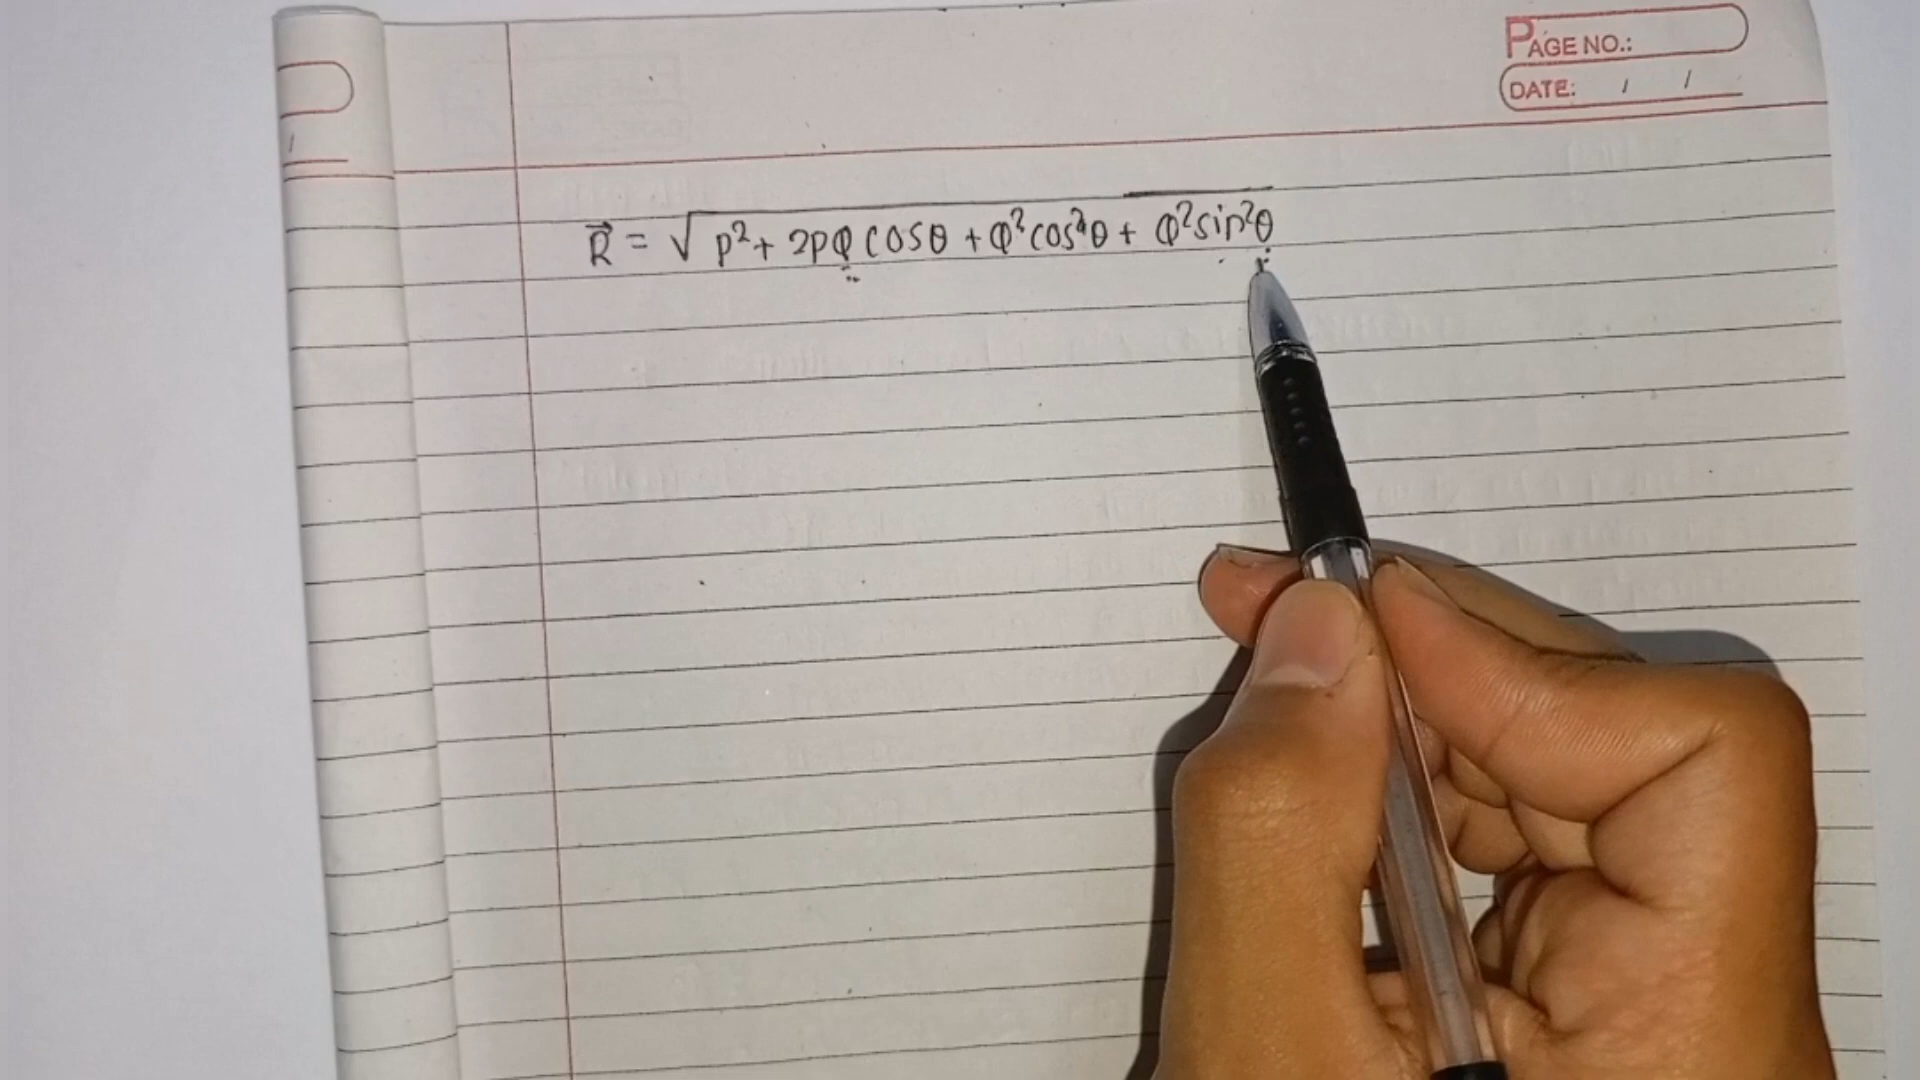 PAGE NO.:
DATE: / /
R⃗ = √P²+ 2PQ COSθ + Q²cos²θ + Q²sin²θ